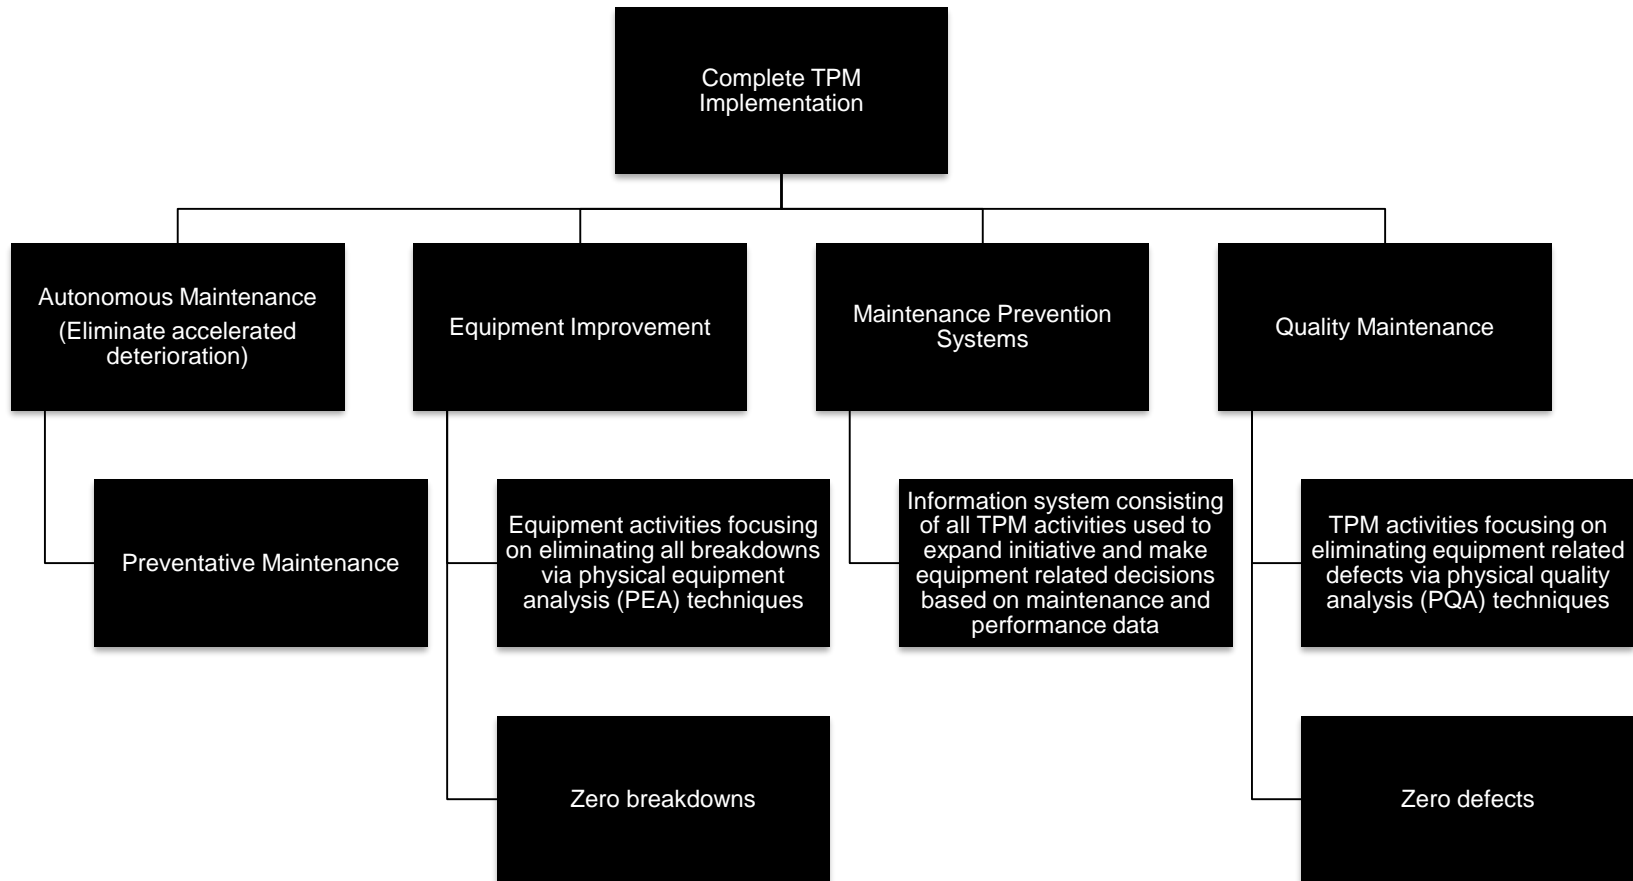 Complete TPM
Implementation
Autonomous Maintenance
(Eliminate accelerated
deterioration)
Equipment Improvement
Maintenance Prevention
Systems
Quality Maintenance
Preventative Maintenance
Equipment activities focusing
on eliminating all breakdowns
via physical equipment
analysis (PEA) techniques
Information system consisting
of all TPM activities used to
expand initiative and make
equipment related decisions
based on maintenance and
performance data
TPM activities focusing on
eliminating equipment related
defects via physical quality
analysis (PQA) techniques
Zero breakdowns
Zero defects